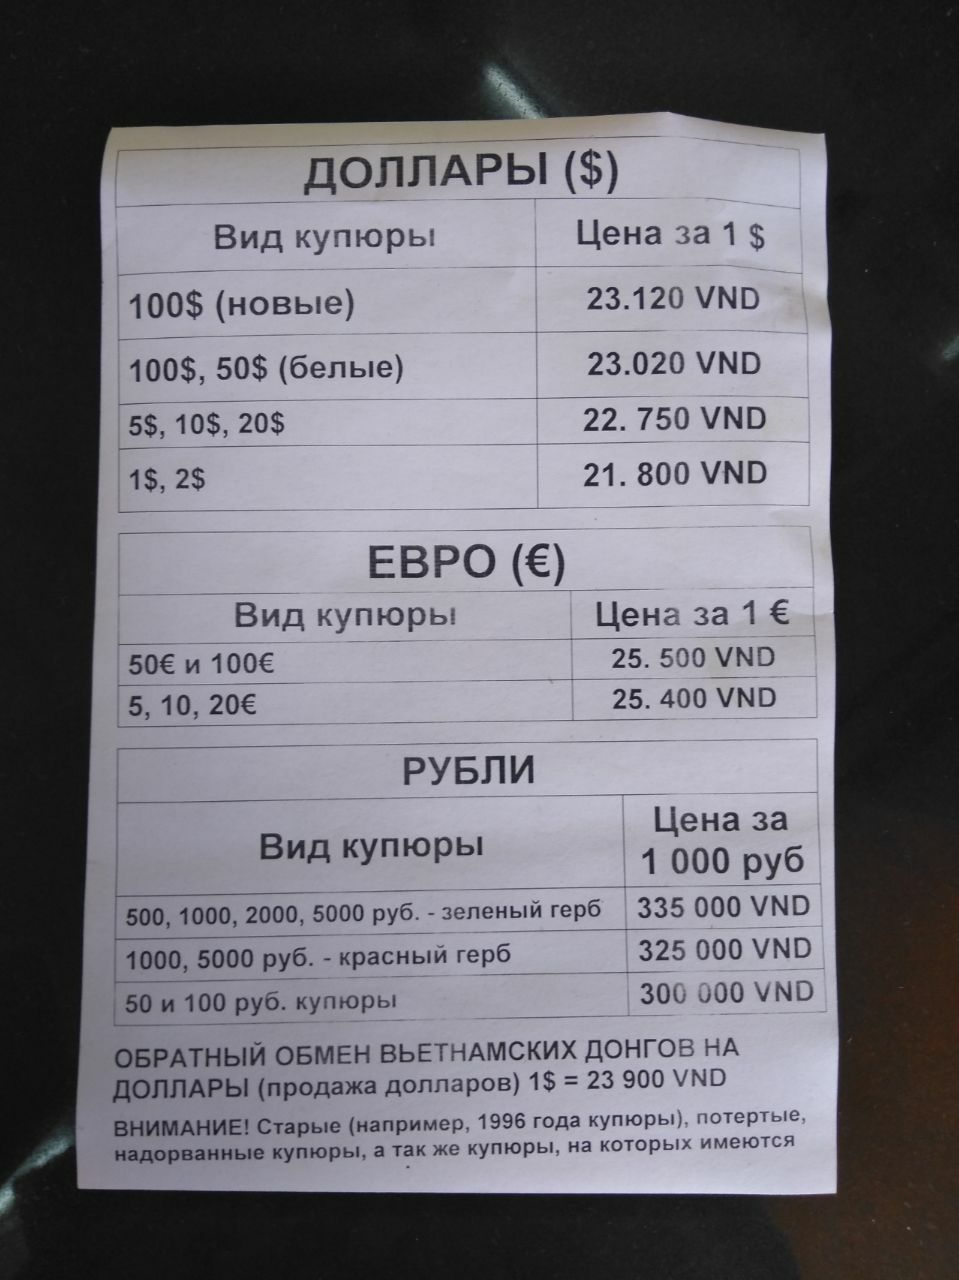 ДОЛЛАРЫ ($)
Вид купюры Цена за 1 $
100$ (новые) 23.120 VND
100$, 50$ (белые) 23.020 VND
5$, 10$, 20$ 22. 750 VND
1$, 2$ 21. 800 VND
ЕВРО (€)
Вид купюры Цена за 1 €
50€ и 100€ 25. 500 VND
5, 10, 20€ 25. 400 VND
РУБЛИ
Вид купюры Цена за
1 000 руб
500, 1000, 2000, 5000 руб. - зеленый герб 335 000 VND
1000, 5000 руб. - красный герб 325 000 VND
50 и 100 руб. купюры 300 000 VND
ОБРАТНЫЙ ОБМЕН ВЬЕТНАМСКИХ ДОНГОВ НА
ДОЛЛАРЫ (продажа долларов) 1$ = 23 900 VND
ВНИМАНИЕ! Старые (например, 1996 года купюры), потертые,
надорванные купюры, а так же купюры, на которых имеются